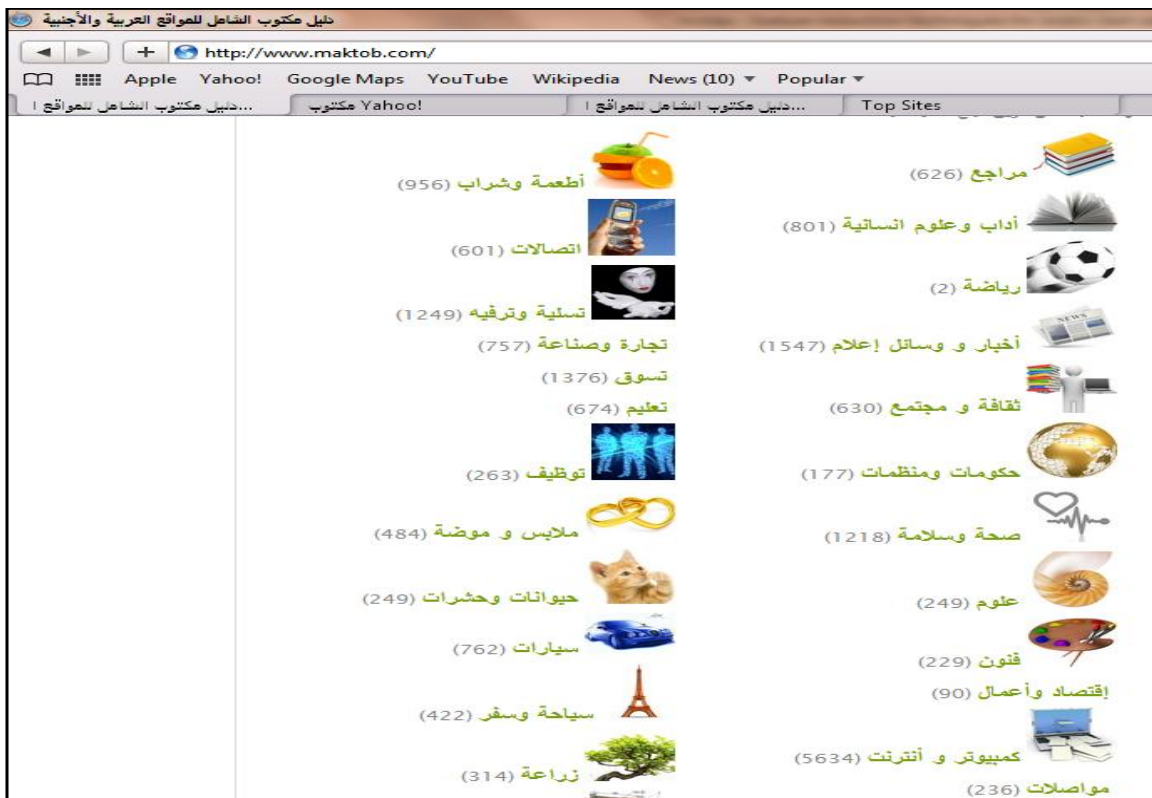 دليل مكتوب الشامل للمواقع العربية والأجنبية
http://www.maktob.com/
Apple Yahoo! Google Maps YouTube Wikipedia News (10) Popular
دليل مكتوب الشامل للمواقع ا...
Yahoo! مكتوب
دليل مكتوب الشامل للمواقع ا...
Top Sites
مراجع (626)
أداب وعلوم انسانية (801)
رياضة (2)
NEWS
أخبار و وسائل إعلام (1547)
ثقافة و مجتمع (630)
حكومات ومنظمات (177)
صحة وسلامة (1218)
علوم (249)
فنون (229)
إقتصاد وأعمال (90)
كمبيوتر و أنترنت (5634)
مواصلات (236)
أطعمة وشراب (956)
اتصالات (601)
تسلية وترفيه (1249)
تجارة وصناعة (757)
تسوق (1376)
تعليم (674)
توظيف (263)
ملابس و موضة (484)
حيوانات وحشرات (249)
سيارات (762)
سياحة وسفر (422)
زراعة (314)